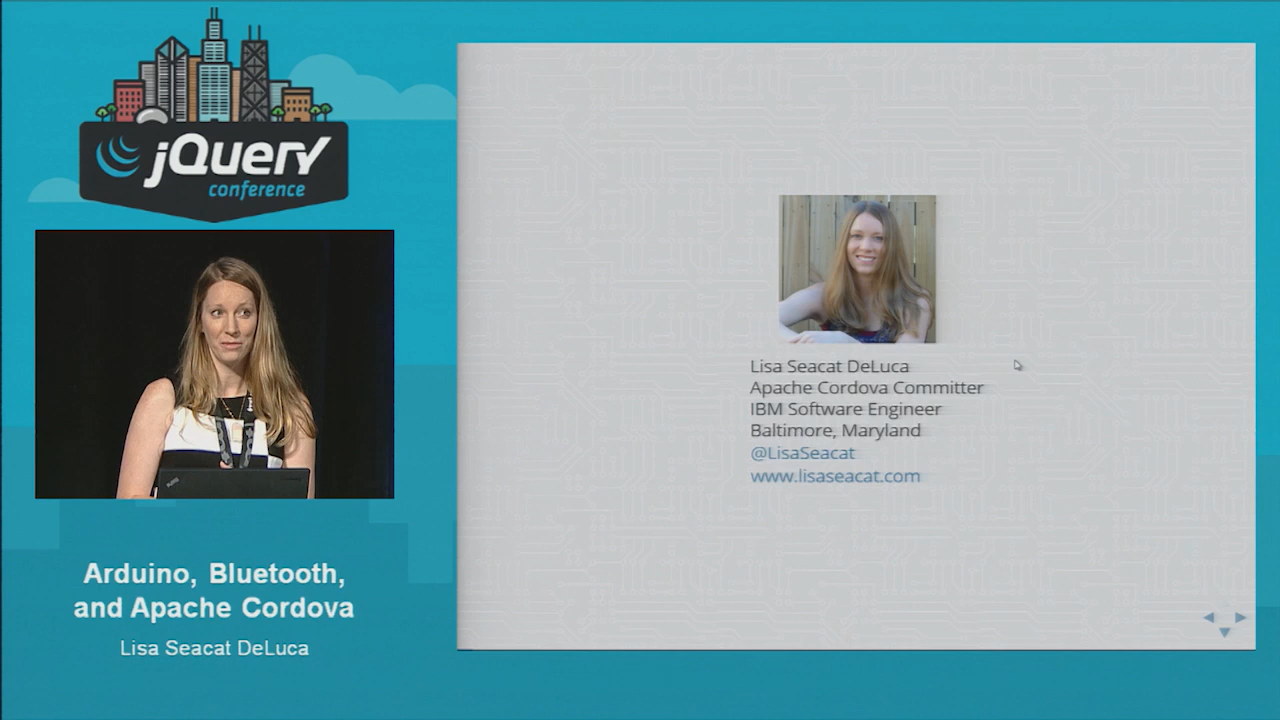 jQuery
conference
Arduino, Bluetooth,
and Apache Cordova
Lisa Seacat DeLuca
Lisa Seacat DeLuca
Apache Cordova Committer
IBM Software Engineer
Baltimore, Maryland
@LisaSeacat
www.lisaseacat.com